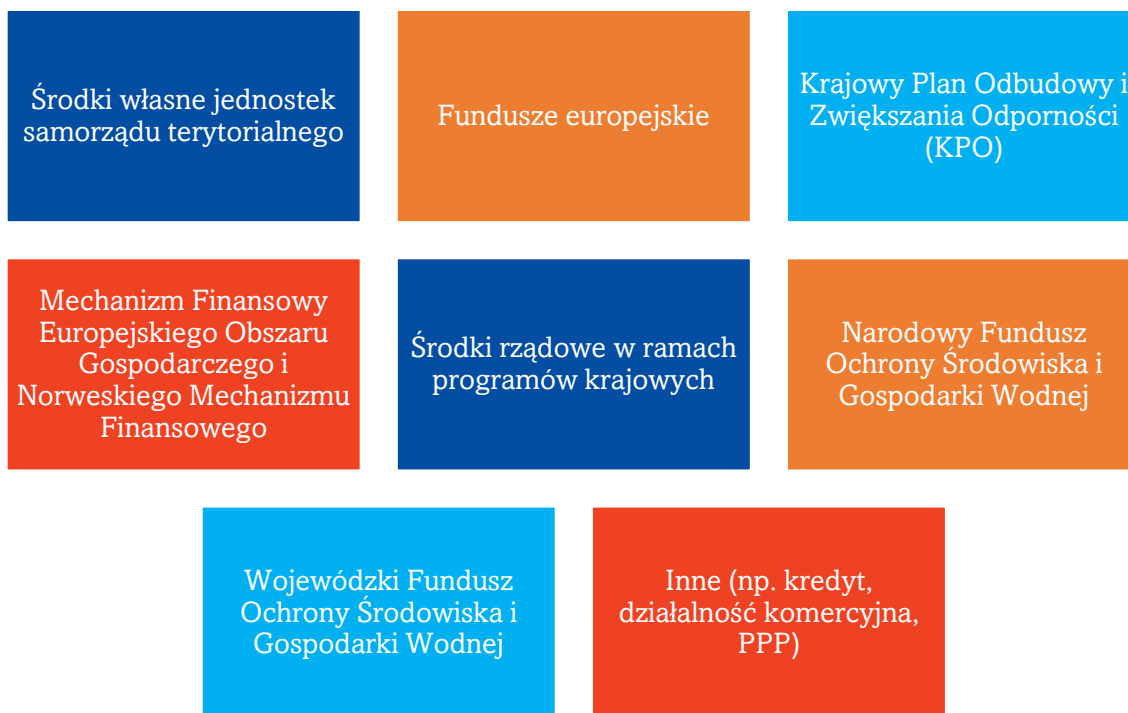 Środki własne jednostek
samorządu terytorialnego
Fundusze europejskie
Krajowy Plan Odbudowy i
Zwiększania Odporności
(KPO)
Mechanizm Finansowy
Europejskiego Obszaru
Gospodarczego i
Norweskiego Mechanizmu
Finansowego
Środki rządowe w ramach
programów krajowych
Narodowy Fundusz
Ochrony Środowiska i
Gospodarki Wodnej
Wojewódzki Fundusz
Ochrony Środowiska i
Gospodarki Wodnej
Inne (np. kredyt,
działalność komercyjna,
PPP)